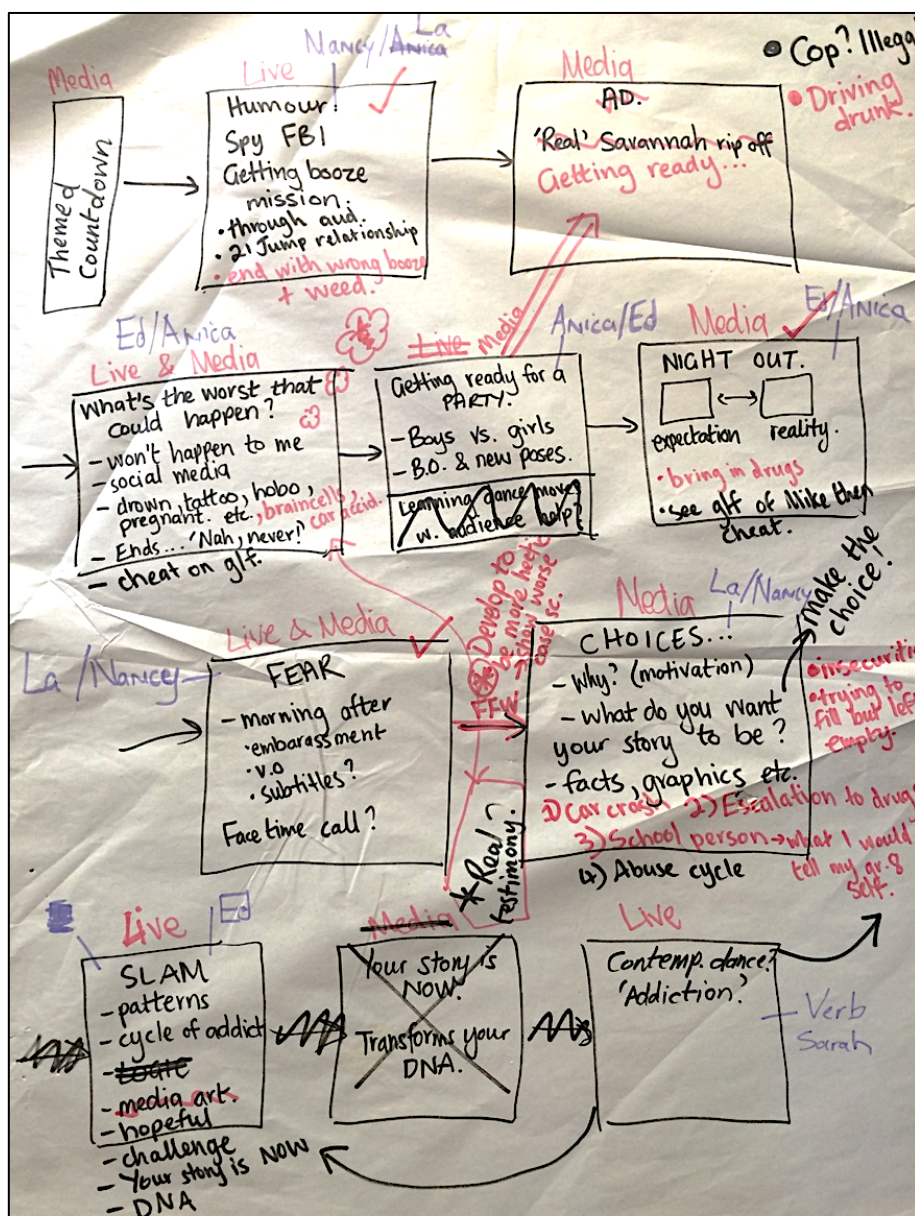 Media
Themed
Countdown
Nancy/Anica La
Live
Humour!
Spy FBI
Getting booze
mission.
• through aud.
• 21 Jump relationship
• end with wrong booze
+ weed.
Media
AD.
'Real' Savannah rip off
Getting ready...
• Cop? Illegal
• Driving
drunk.
Ed/Anica
Live & Media
What's the worst that
could happen?
- won't happen to me
- social media
- drown, tattoo, hobo,
pregnant. etc, braincells,
car accid.
- Ends... 'Nah, never!'
- cheat on g/f.
Live Media
Anica/Ed
Getting ready for a
PARTY.
- Boys vs. girls
- B.O. & new poses.
Learning dance moves
w. audience help?
Media
Ed/Anica
NIGHT OUT.
expectation reality.
• bring in drugs
• see g/f of Mike then
cheat.
La/Nancy
Live & Media
FEAR
- morning after
• embarassment
• v.o
• subtitles?
Facetime call?
Develop to
be more hectic
→ show worse
case sc.
FFW.
* Real
testimony?
Media
La/Nancy
CHOICES...
- Why? (motivation)
- what do you want
your story to be?
- facts, graphics etc.
1) Car crash 2) Escalation to drugs
3) School person → what I would
tell my gr. 8
self.
4) Abuse cycle
make the
choice!
• insecurities
• trying to
fill but left
empty.
Ed
Live
SLAM
- patterns
- cycle of addict
- LOGIC
- media art.
- hopeful
- challenge
- Your story is NOW
- DNA
Media
Your story is
NOW.
Transforms your
DNA.
Live
Contemp. dance?
'Addiction?'
- Verb
Sarah